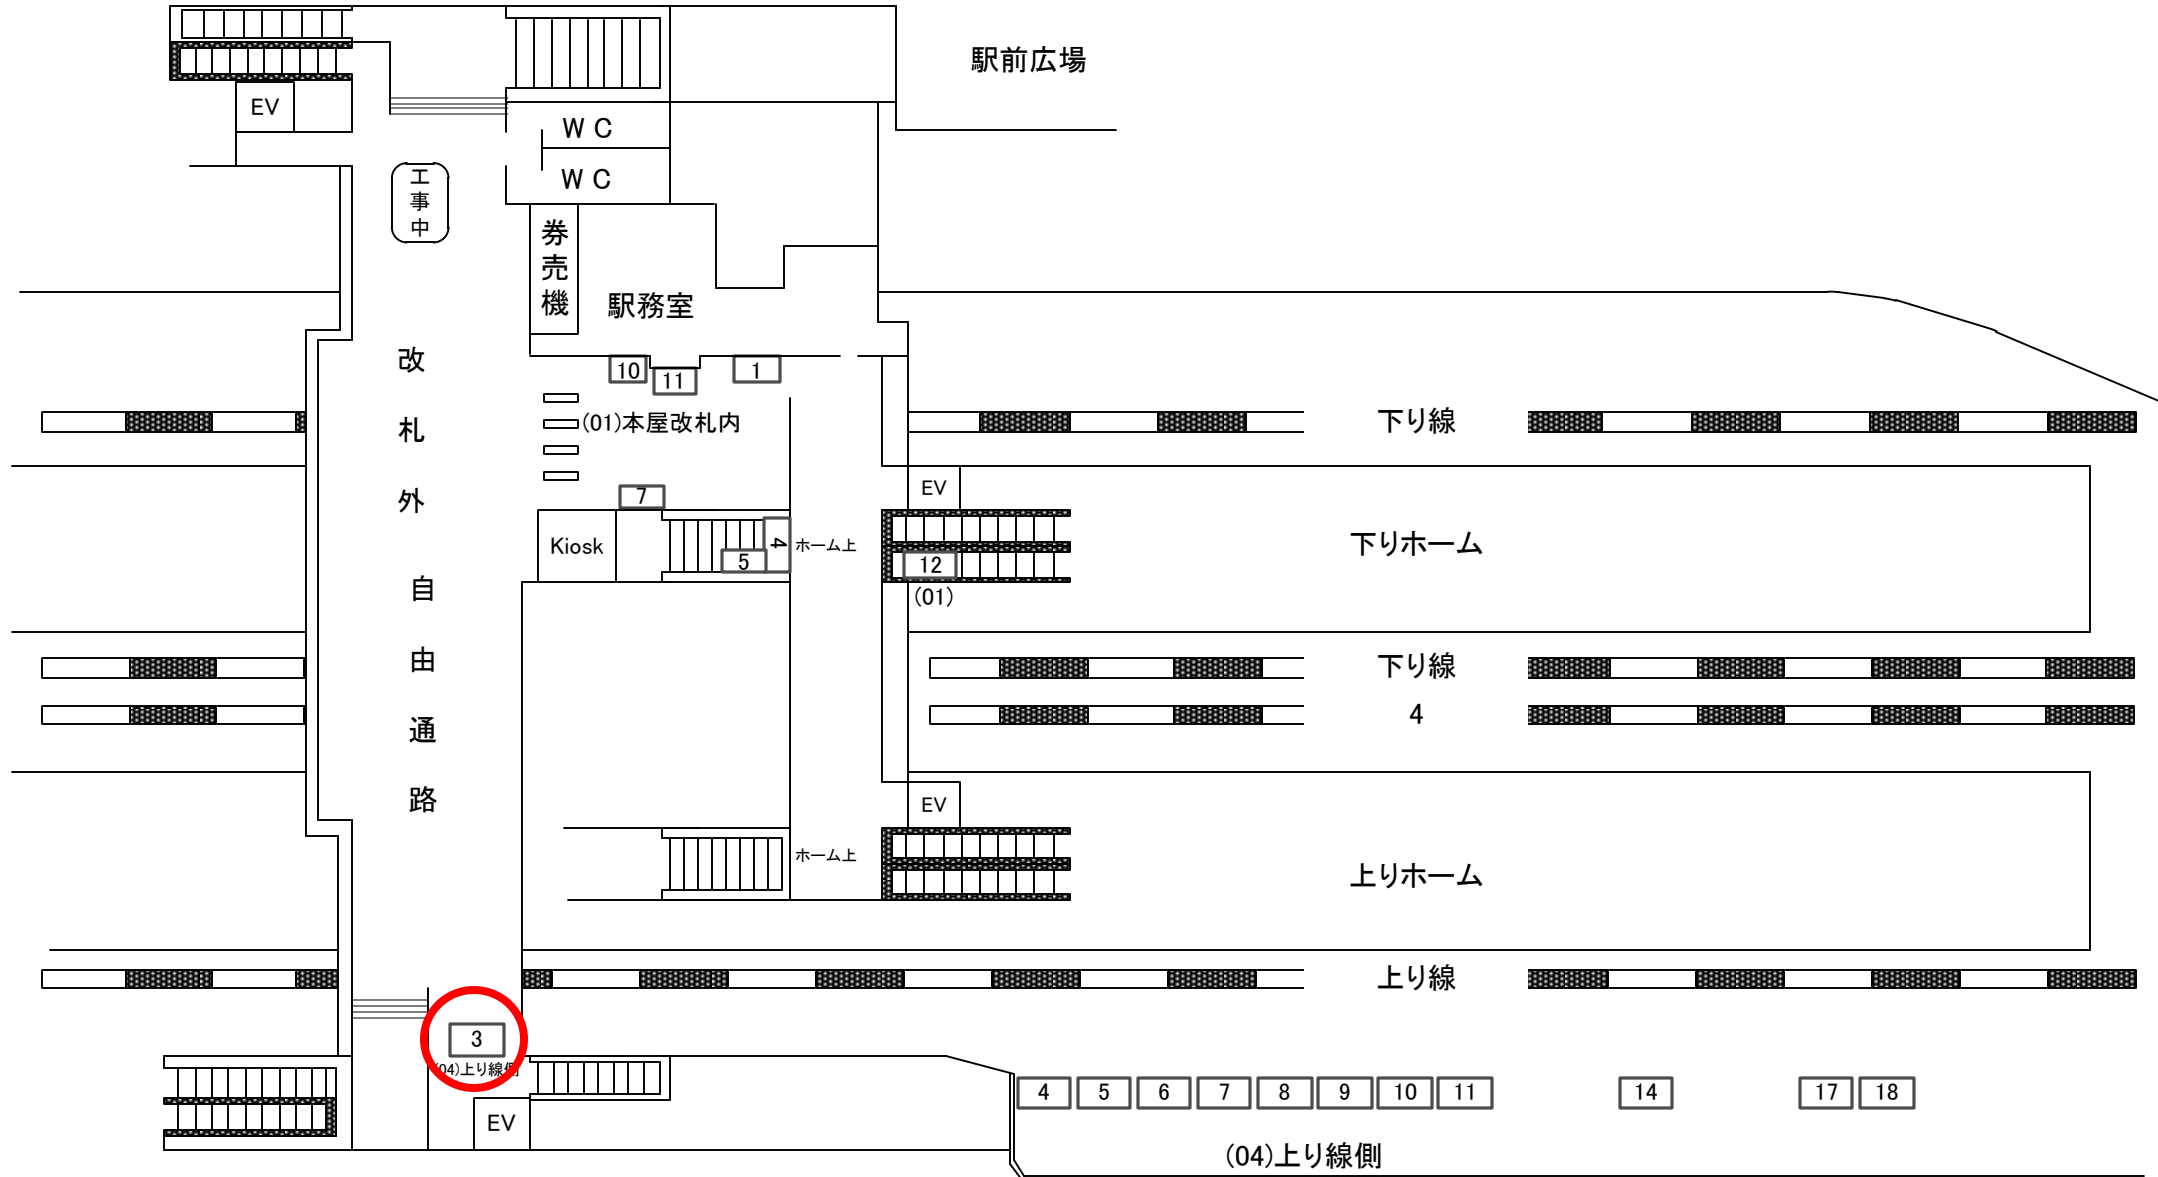 駅前広場
EV
WC
WC
工事中
券売機
駅務室
改札外自由通路
10
11
1
(01)本屋改札内
下り線
7
EV
Kiosk
4
5
ホーム上
12
(01)
下りホーム
下り線
4
EV
ホーム上
上りホーム
上り線
3
(04)上り線側
EV
4 5 6 7 8 9 10 11 14 17 18
(04)上り線側